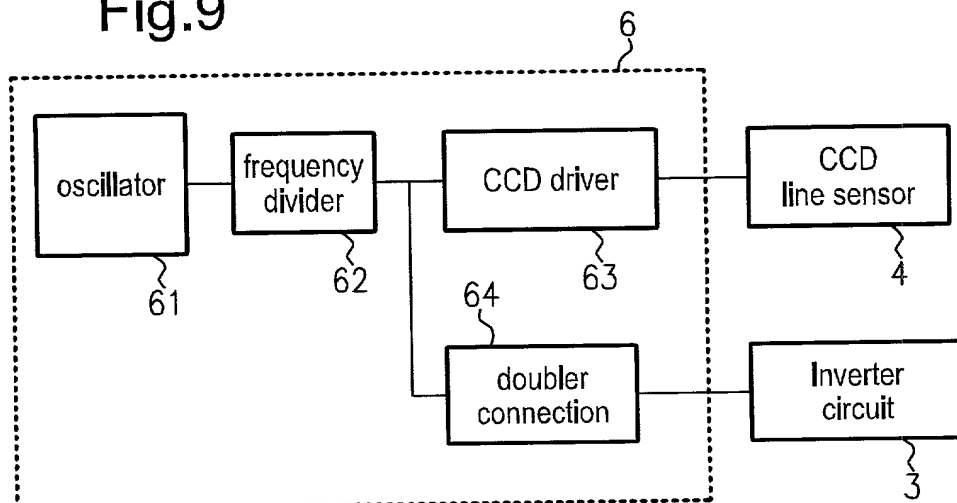 Fig.9
6
oscillator
frequency
divider
CCD driver
CCD
line sensor
61
62
63
4
64
doubler
connection
Inverter
circuit
3